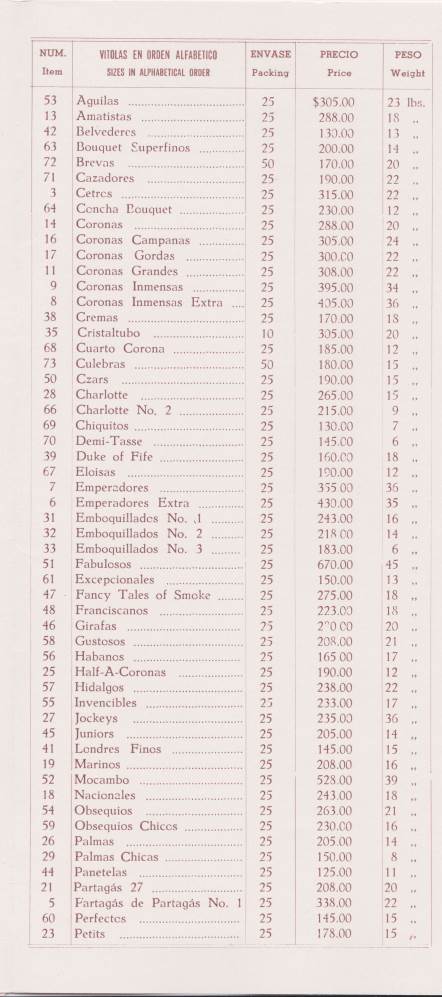 NUM. VITOLAS EN ORDEN ALFABETICO ENVASE PRECIO PESO
Item SIZES IN ALPHABETICAL ORDER Packing Price Weight
53 Aguilas 25 $305.00 23 lbs.
13 Amatistas 25 288.00 18 ,,
42 Belvederes 25 130.00 13 ,,
63 Bouquet Superfinos 25 200.00 14 ,,
72 Brevas 50 170.00 20 ,,
71 Cazadores 25 190.00 22 ,,
3 Cetros 25 315.00 22 ,,
64 Concha Bouquet 25 230.00 12 ,,
14 Coronas 25 288.00 20 ,,
16 Coronas Campanas 25 305.00 24 ,,
17 Coronas Gordas 25 300.00 22 ,,
11 Coronas Grandes 25 308.00 22 ,,
9 Coronas Inmensas 25 395.00 34 ,,
8 Coronas Inmensas Extra 25 405.00 36 ,,
38 Cremas 25 170.00 18 ,,
35 Cristaltubo 10 305.00 20 ,,
68 Cuarto Corona 25 185.00 12 ,,
73 Culebras 50 180.00 15 ,,
50 Czars 25 190.00 15 ,,
28 Charlotte 25 265.00 15 ,,
66 Charlotte No. 2 25 215.00 9 ,,
69 Chiquitos 25 130.00 7 ,,
70 Demi-Tasse 25 145.00 6 ,,
39 Duke of Fife 25 160.00 18 ,,
67 Eloisas 25 190.00 12 ,,
7 Emperadores 25 355.00 36 ,,
6 Emperadores Extra 25 430.00 35 ,,
31 Emboquillados No. 1 25 243.00 16 ,,
32 Emboquillados No. 2 25 218.00 14 ,,
33 Emboquillados No. 3 25 183.00 6 ,,
51 Fabulosos 25 670.00 45 ,,
61 Excepcionales 25 150.00 13 ,,
47 Fancy Tales of Smoke 25 275.00 18 ,,
48 Franciscanos 25 223.00 18 ,,
46 Girafas 25 20 ,,
58 Gustosos 25 208.00 21 ,,
56 Habanos 25 165 00 17 ,,
25 Half-A-Coronas 25 190.00 12 ,,
57 Hidalgos 25 238.00 22 ,,
55 Invencibles 25 233.00 17 ,,
27 Jockeys 25 235.00 36 ,,
45 Juniors 25 205.00 14 ,,
41 Londres Finos 25 145.00 15 ,,
19 Marinos 25 208.00 16 ,,
52 Mocambo 25 528.00 39 ,,
18 Nacionales 25 243.00 18 ,,
54 Obsequios 25 263.00 21 ,,
59 Obsequios Chicos 25 230.00 16 ,,
26 Palmas 25 205.00 14 ,,
29 Palmas Chicas 25 150.00 8 ,,
44 Panetelas 25 125.00 11 ,,
21 Partagás 27 25 208.00 20 ,,
5 Partagás de Partagás No. 1 25 338.00 22 ,,
60 Perfectos 25 145.00 15 ,,
23 Petits 25 178.00 15 ,,